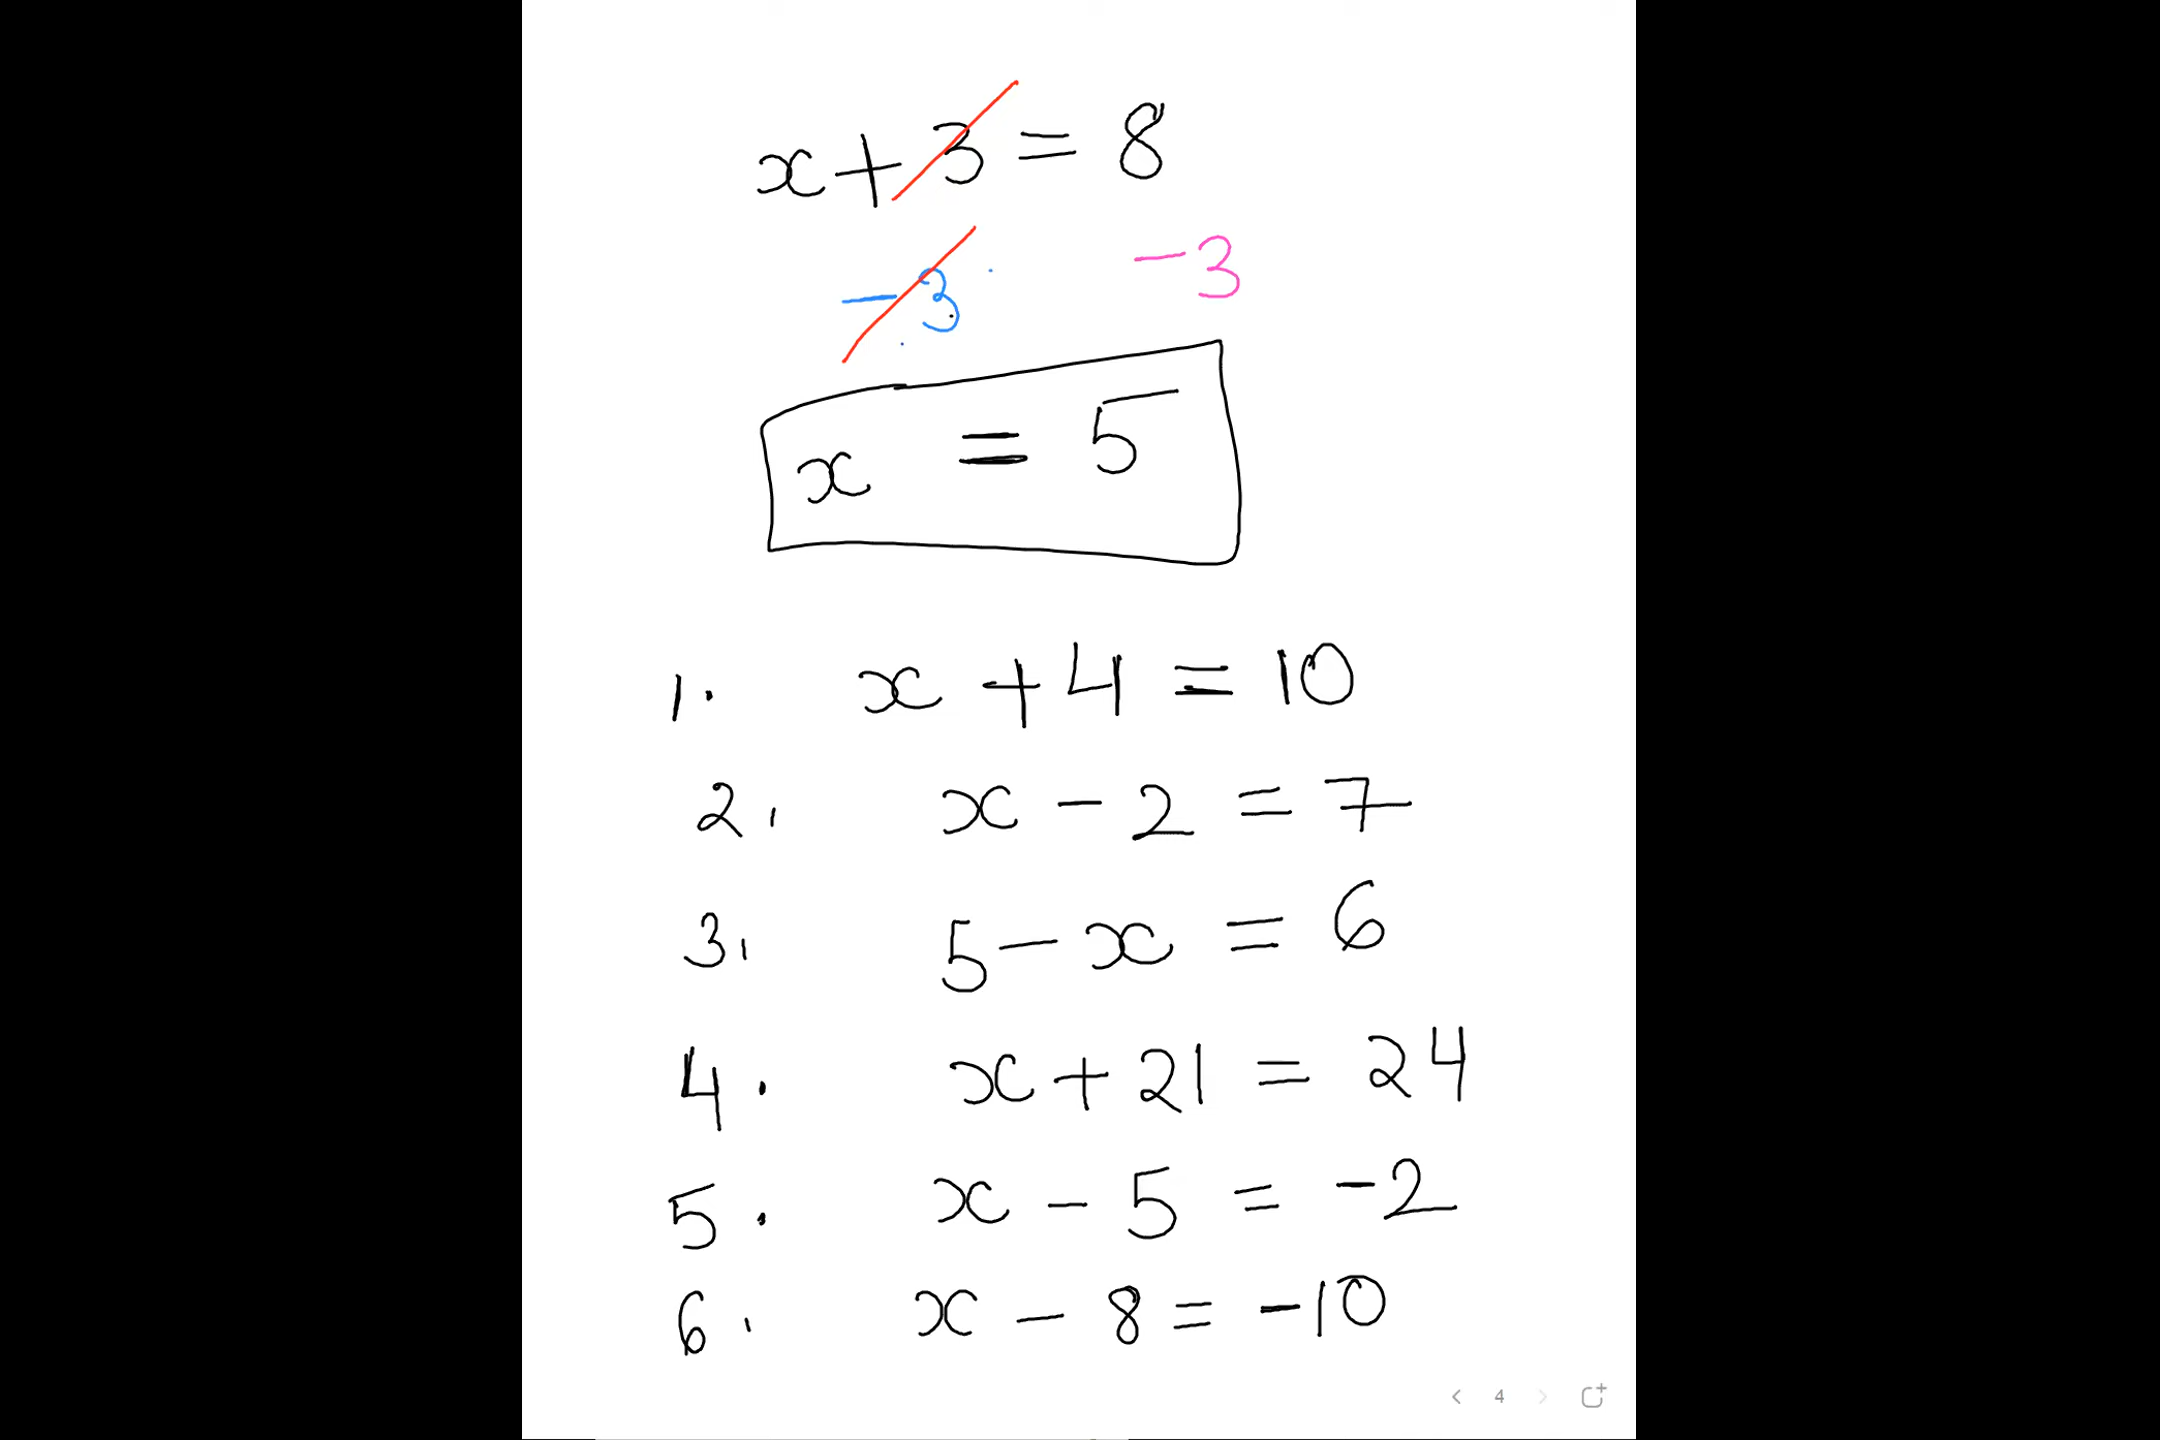 x + 3 = 8
- 3 - 3
x = 5
1. x + 4 = 10
2. x - 2 = 7
3. 5 - x = 6
4. x + 21 = 24
5. x - 5 = -2
6. x - 8 = -10
< 4 >